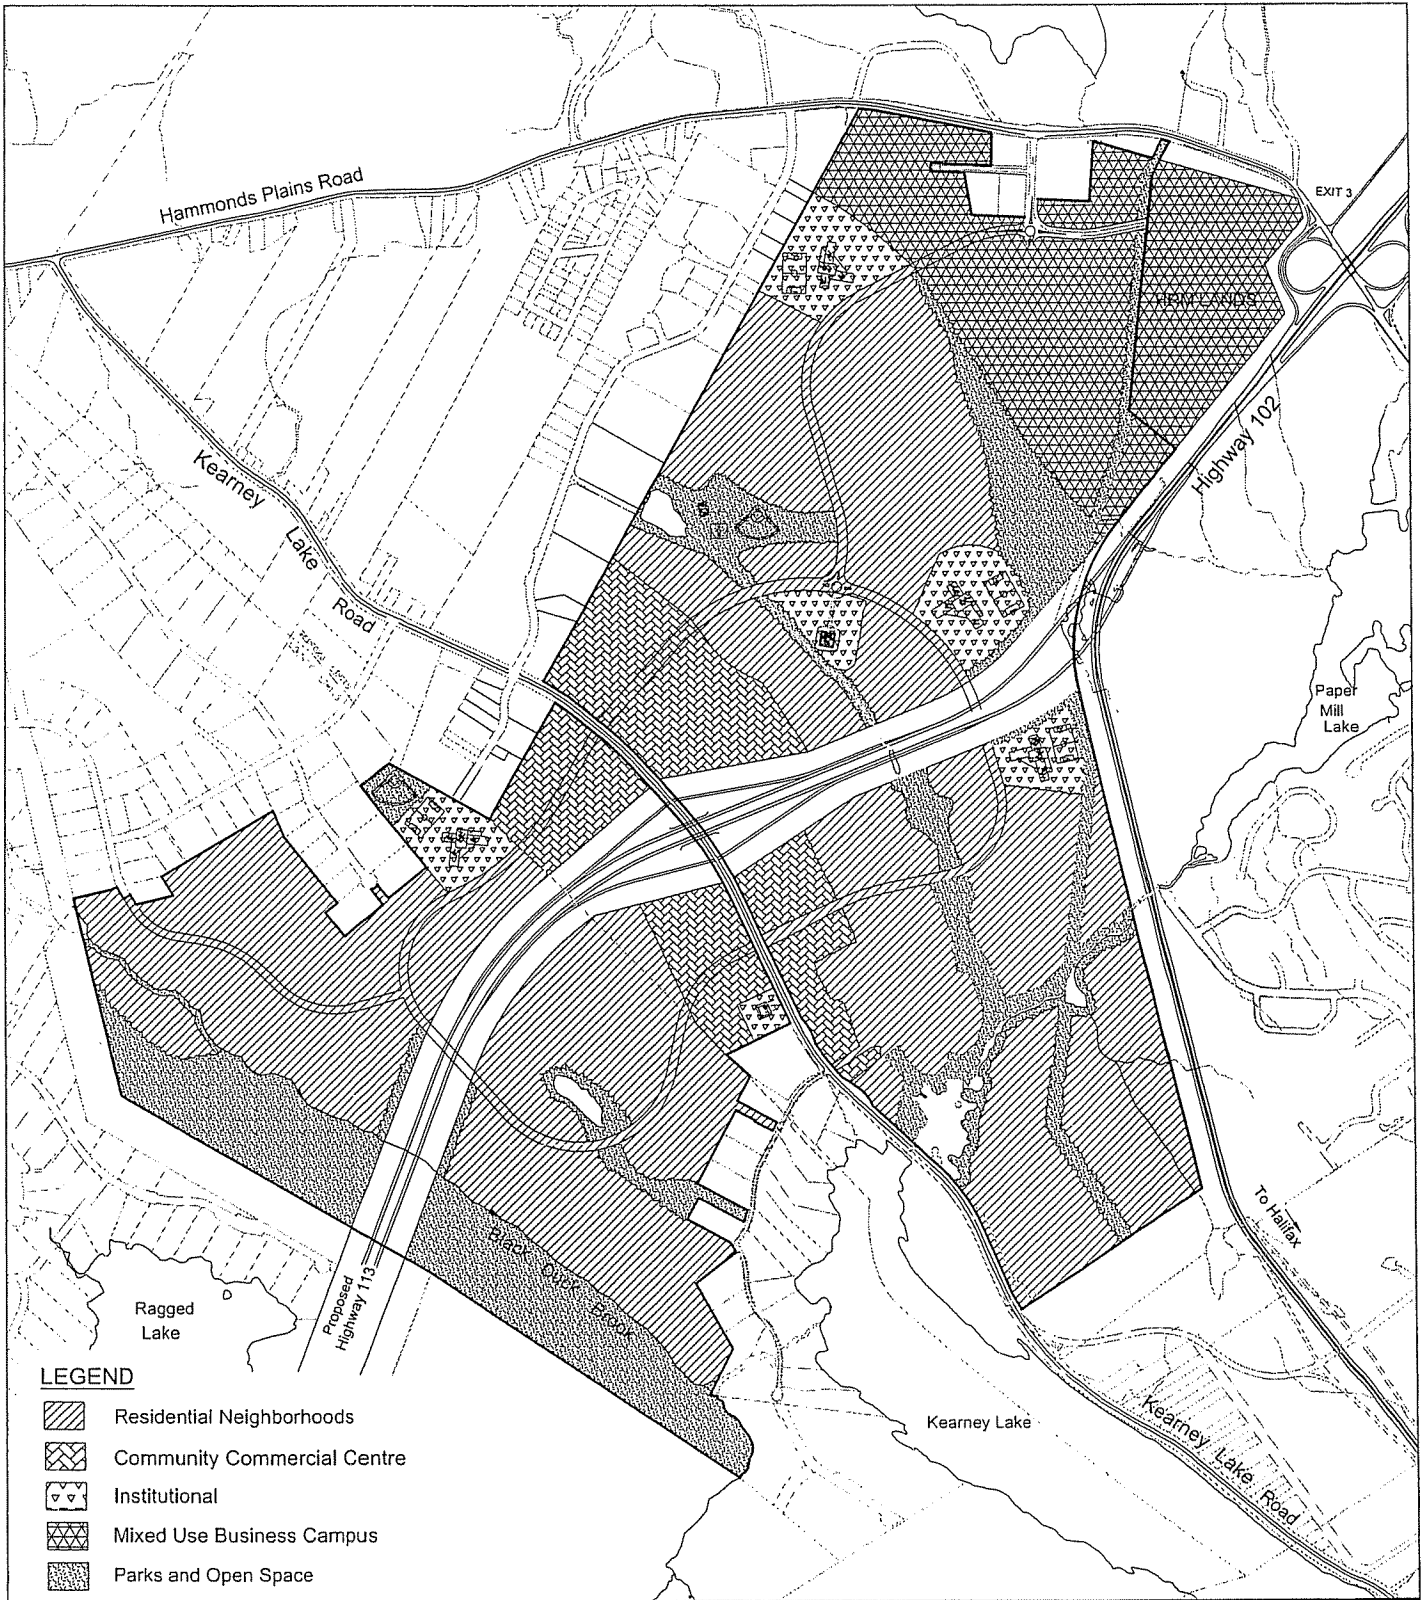 Hammonds Plains Road
EXIT 3
HRM LANDS
Highway 102
Kearney
Lake
Road
Paper
Mill
Lake
To Halifax
Black Duck Brook
Proposed
Highway 113
Ragged
Lake
Kearney Lake
Kearney Lake Road
LEGEND
Residential Neighborhoods
Community Commercial Centre
Institutional
Mixed Use Business Campus
Parks and Open Space